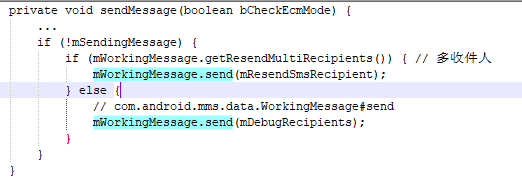 private void sendMessage(boolean bCheckEcmMode) {
...
if (!mSendingMessage) {
if (mWorkingMessage.getResendMultiRecipients()) { // 多收件人
mWorkingMessage.send(mResendSmsRecipient);
} else {
// com.android.mms.data.WorkingMessage#send
mWorkingMessage.send(mDebugRecipients);
}
}
}